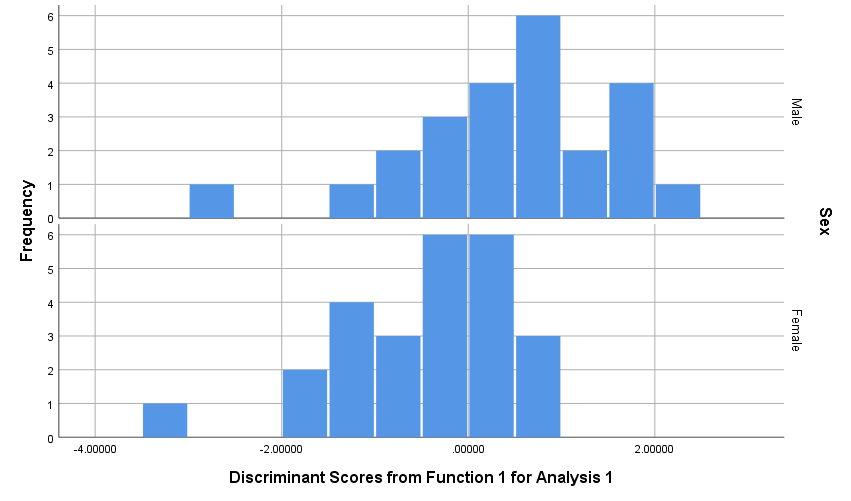 6
5
4
3
2
1
0
Male
6
5
4
3
2
1
0
Female
Frequency
Sex
-4.00000 -2.00000 .00000 2.00000
Discriminant Scores from Function 1 for Analysis 1